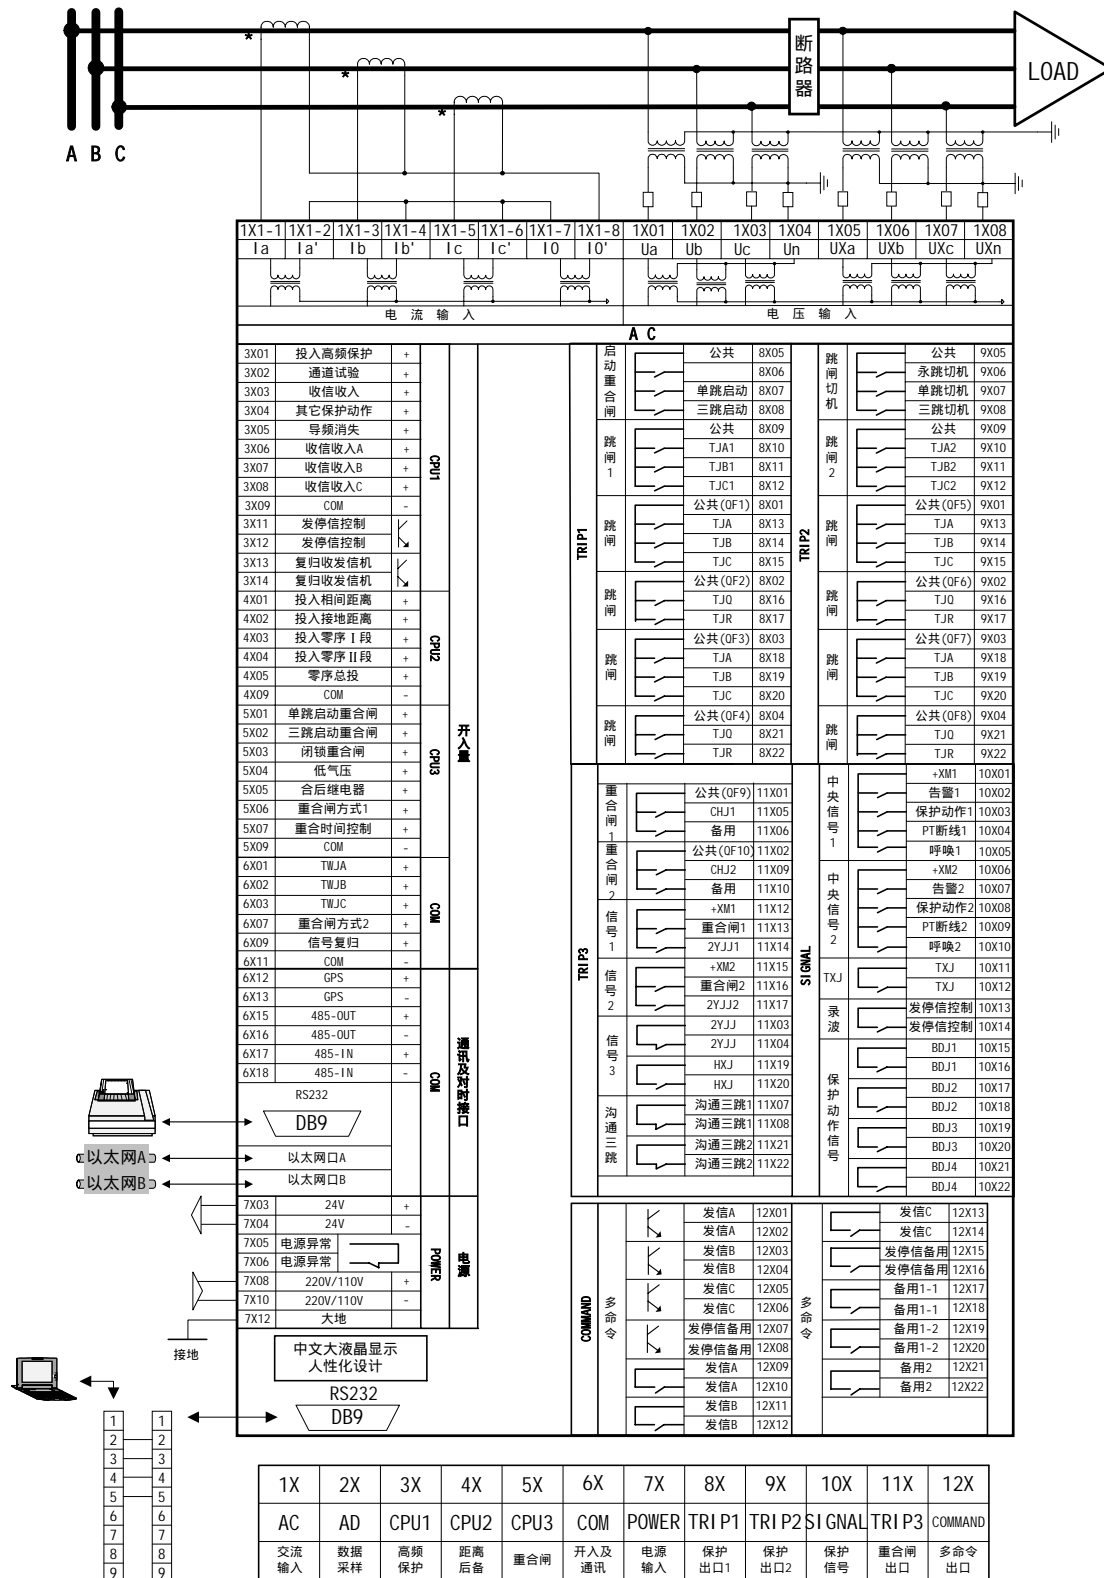 断路器
LOAD
* * *
A B C
1X1-1 1X1-2 1X1-3 1X1-4 1X1-5 1X1-6 1X1-7 1X1-8 1X01 1X02 1X03 1X04 1X05 1X06 1X07 1X08
Ia Ia' Ib Ib' Ic Ic' I0 I0' Ua Ub Uc Un UXa UXb UXc UXn
电流输入 电压输入
AC
3X01 投入高频保护 +
3X02 通道试验 +
3X03 收信收入 +
3X04 其它保护动作 +
3X05 导频消失 +
3X06 收信收入A +
3X07 收信收入B +
3X08 收信收入C +
3X09 COM -
3X11 发停信控制
3X12 发停信控制
3X13 复归收发信机
3X14 复归收发信机
CPU1
4X01 投入相间距离 +
4X02 投入接地距离 +
4X03 投入零序Ⅰ段 +
4X04 投入零序Ⅱ段 +
4X05 零序总投 +
4X09 COM -
CPU2
5X01 单跳启动重合闸 +
5X02 三跳启动重合闸 +
5X03 闭锁重合闸 +
5X04 低气压 +
5X05 合后继电器 +
5X06 重合闸方式1 +
5X07 重合时间控制 +
5X09 COM -
CPU3
6X01 TWJA +
6X02 TWJB +
6X03 TWJC +
6X07 重合闸方式2 +
6X09 信号复归 +
6X11 COM -
COM
开入量
6X12 GPS +
6X13 GPS -
6X15 485-OUT +
6X16 485-OUT -
6X17 485-IN +
6X18 485-IN -
RS232
DB9
以太网A 以太网口A
以太网B 以太网口B
COM
通讯及对时接口
7X03 24V +
7X04 24V -
7X05 电源异常
7X06 电源异常
7X08 220V/110V +
7X10 220V/110V -
7X12 大地
接地
POWER
电源
中文大液晶显示
人性化设计
RS232
DB9
1 1
2 2
3 3
4 4
5 5
6 6
7 7
8 8
9 9
TRIP1
启动重合闸
公共 8X05
8X06
单跳启动 8X07
三跳启动 8X08
跳闸1
公共 8X09
TJA1 8X10
TJB1 8X11
TJC1 8X12
跳闸
公共(QF1) 8X01
TJA 8X13
TJB 8X14
TJC 8X15
跳闸
公共(QF2) 8X02
TJQ 8X16
TJR 8X17
跳闸
公共(QF3) 8X03
TJA 8X18
TJB 8X19
TJC 8X20
跳闸
公共(QF4) 8X04
TJQ 8X21
TJR 8X22
TRIP2
跳闸切机
公共 9X05
永跳切机 9X06
单跳切机 9X07
三跳切机 9X08
跳闸2
公共 9X09
TJA2 9X10
TJB2 9X11
TJC2 9X12
跳闸
公共(QF5) 9X01
TJA 9X13
TJB 9X14
TJC 9X15
跳闸
公共(QF6) 9X02
TJQ 9X16
TJR 9X17
跳闸
公共(QF7) 9X03
TJA 9X18
TJB 9X19
TJC 9X20
跳闸
公共(QF8) 9X04
TJQ 9X21
TJR 9X22
TRIP3
重合闸1
公共(QF9) 11X01
CHJ1 11X05
备用 11X06
重合闸2
公共(QF10) 11X02
CHJ2 11X09
备用 11X10
信号1
+XM1 11X12
重合闸1 11X13
2YJJ1 11X14
信号2
+XM2 11X15
重合闸2 11X16
2YJJ2 11X17
信号3
2YJJ 11X03
2YJJ 11X04
HXJ 11X19
HXJ 11X20
沟通三跳
沟通三跳1 11X07
沟通三跳1 11X08
沟通三跳2 11X21
沟通三跳2 11X22
SIGNAL
中央信号1
+XM1 10X01
告警1 10X02
保护动作1 10X03
PT断线1 10X04
呼唤1 10X05
中央信号2
+XM2 10X06
告警2 10X07
保护动作2 10X08
PT断线2 10X09
呼唤2 10X10
TXJ
TXJ 10X11
TXJ 10X12
录波
发停信控制 10X13
发停信控制 10X14
保护动作信号
BDJ1 10X15
BDJ1 10X16
BDJ2 10X17
BDJ2 10X18
BDJ3 10X19
BDJ3 10X20
BDJ4 10X21
BDJ4 10X22
COMMAND
多命令
发信A 12X01
发信A 12X02
发信B 12X03
发信B 12X04
发信C 12X05
发信C 12X06
发停信备用 12X07
发停信备用 12X08
发信A 12X09
发信A 12X10
发信B 12X11
发信B 12X12
多命令
发信C 12X13
发信C 12X14
发停信备用 12X15
发停信备用 12X16
备用1-1 12X17
备用1-1 12X18
备用1-2 12X19
备用1-2 12X20
备用2 12X21
备用2 12X22
1X 2X 3X 4X 5X 6X 7X 8X 9X 10X 11X 12X
AC AD CPU1 CPU2 CPU3 COM POWER TRIP1 TRIP2 SIGNAL TRIP3 COMMAND
交流 数据 高频 距离 重合闸 开入及 电源 保护 保护 保护 重合闸 多命令
输入 采样 保护 后备 通讯 输入 出口1 出口2 信号 出口 出口